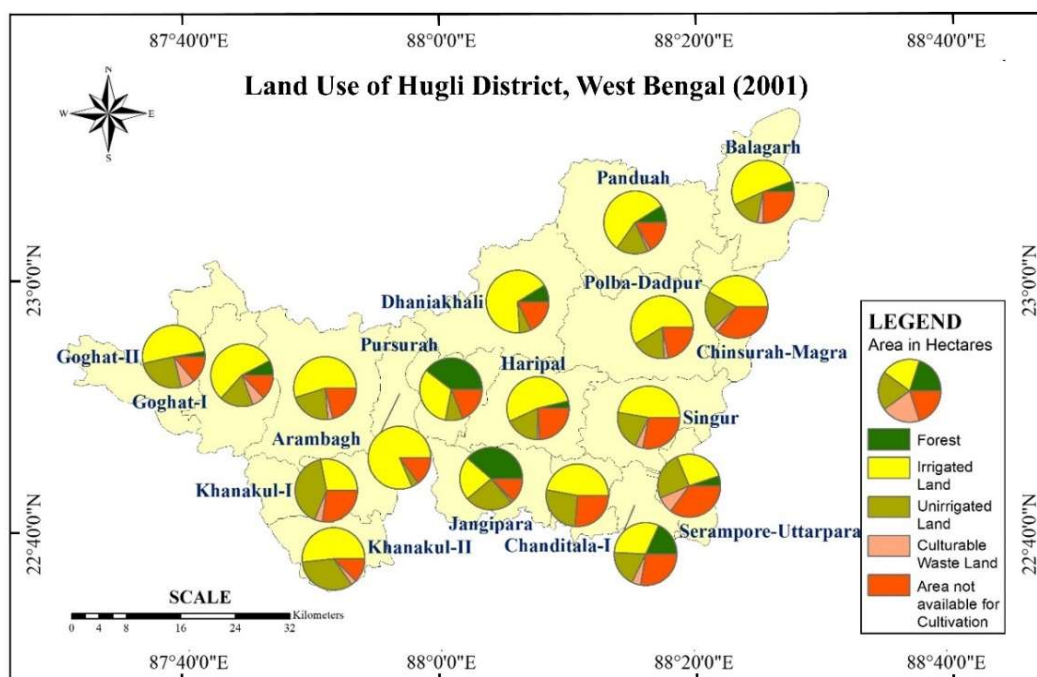 87°40'0"E 88°0'0"E 88°20'0"E 88°40'0"E
Land Use of Hugli District, West Bengal (2001)
N
W E
S
Balagarh
Panduah
23°0'0"N 23°0'0"N
Polba-Dadpur
Dhaniakhali
Chinsurah-Magra
Goghat-II
Pursurah
Haripal
Goghat-I
Singur
Arambagh
Khanakul-I
Jangipara
Chanditala-I
Serampore-Uttarpara
Khanakul-II
22°40'0"N 22°40'0"N
LEGEND
Area in Hectares
Forest
Irrigated
Land
Unirrigated
Land
Culturable
Waste Land
Area not
available for
Cultivation
SCALE
Kilometers
0 4 8 16 24 32
87°40'0"E 88°0'0"E 88°20'0"E 88°40'0"E